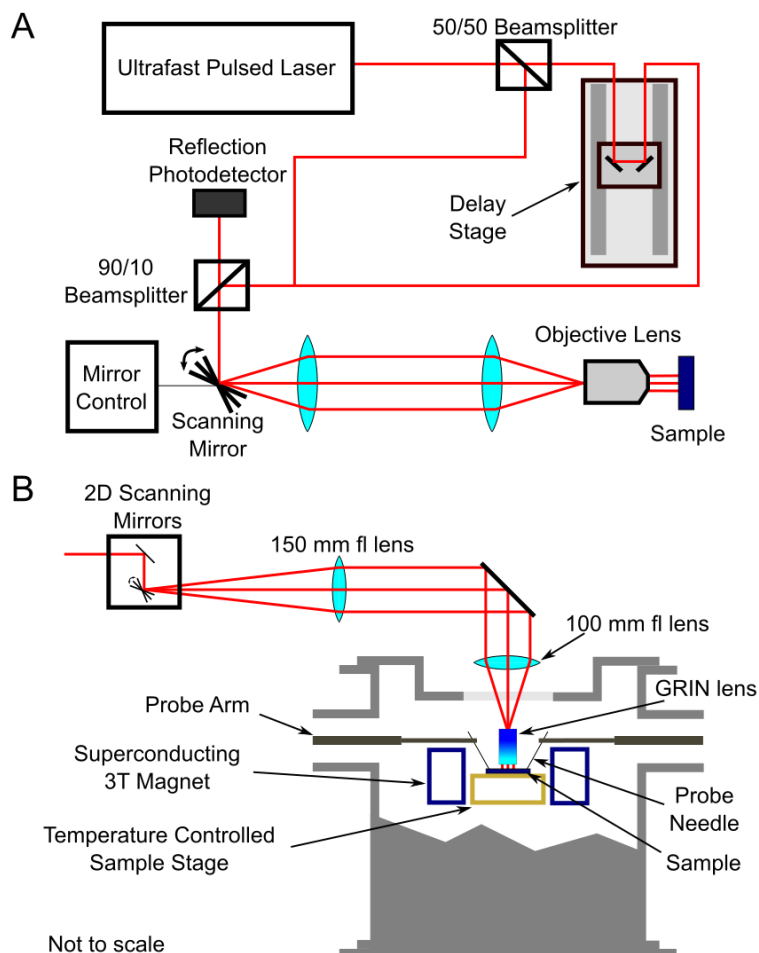 A
50/50 Beamsplitter
Ultrafast Pulsed Laser
Reflection
Photodetector
Delay
Stage
90/10
Beamsplitter
Objective Lens
Mirror
Control
Scanning
Mirror
Sample
B
2D Scanning
Mirrors
150 mm fl lens
100 mm fl lens
GRIN lens
Probe Arm
Superconducting
3T Magnet
Probe
Needle
Temperature Controlled
Sample Stage
Sample
Not to scale